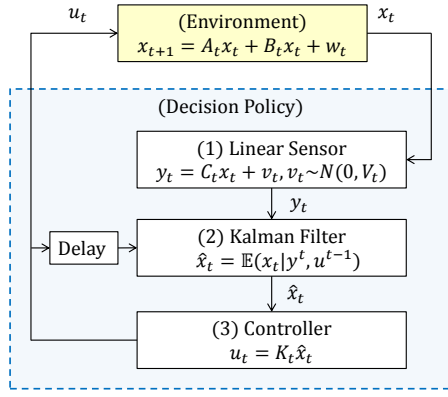 u_t
(Environment)
x_{t+1} = A_t x_t + B_t x_t + w_t
x_t
(Decision Policy)
(1) Linear Sensor
y_t = C_t x_t + v_t, v_t~N(0, V_t)
y_t
Delay
(2) Kalman Filter
x̂_t = 𝔼(x_t|y^t, u^{t−1})
x̂_t
(3) Controller
u_t = K_t x̂_t